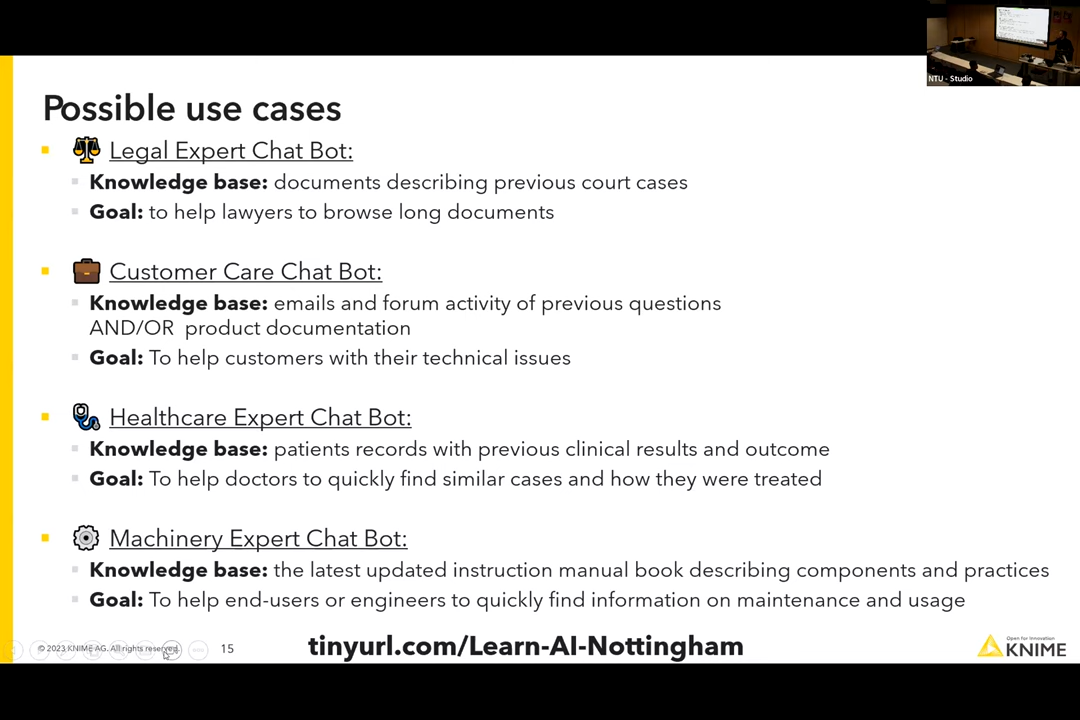 NTU - Studio
Possible use cases
Legal Expert Chat Bot:
Knowledge base: documents describing previous court cases
Goal: to help lawyers to browse long documents
Customer Care Chat Bot:
Knowledge base: emails and forum activity of previous questions
AND/OR product documentation
Goal: To help customers with their technical issues
Healthcare Expert Chat Bot:
Knowledge base: patients records with previous clinical results and outcome
Goal: To help doctors to quickly find similar cases and how they were treated
Machinery Expert Chat Bot:
Knowledge base: the latest updated instruction manual book describing components and practices
Goal: To help end-users or engineers to quickly find information on maintenance and usage
© 2023 KNIME AG. All rights reserved.
15
tinyurl.com/Learn-AI-Nottingham
Open for Innovation
KNIME